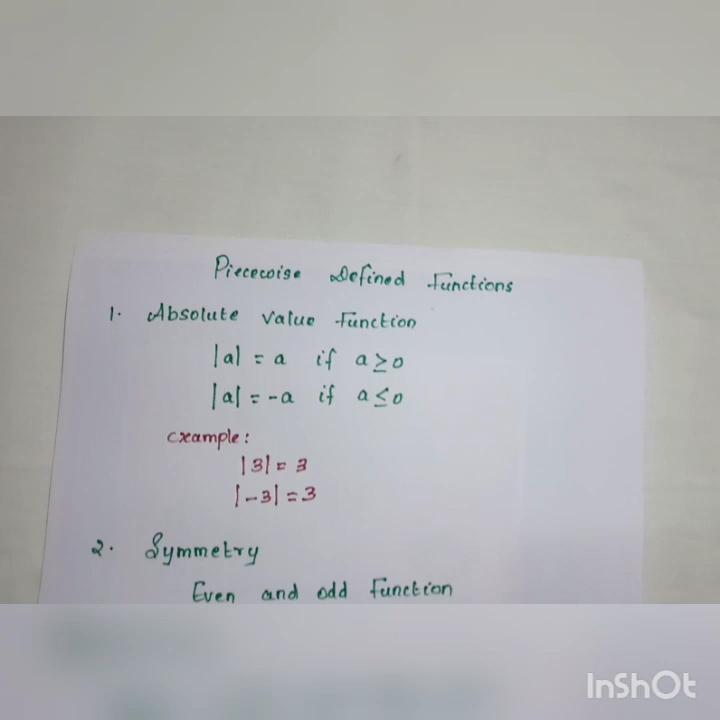 Piecewise Defined Functions
1. Absolute Value Function
|a| = a if a ≥ 0
|a| = -a if a ≤ 0
Example:
|3| = 3
|-3| = 3
2. Symmetry
Even and odd Function
InShOt